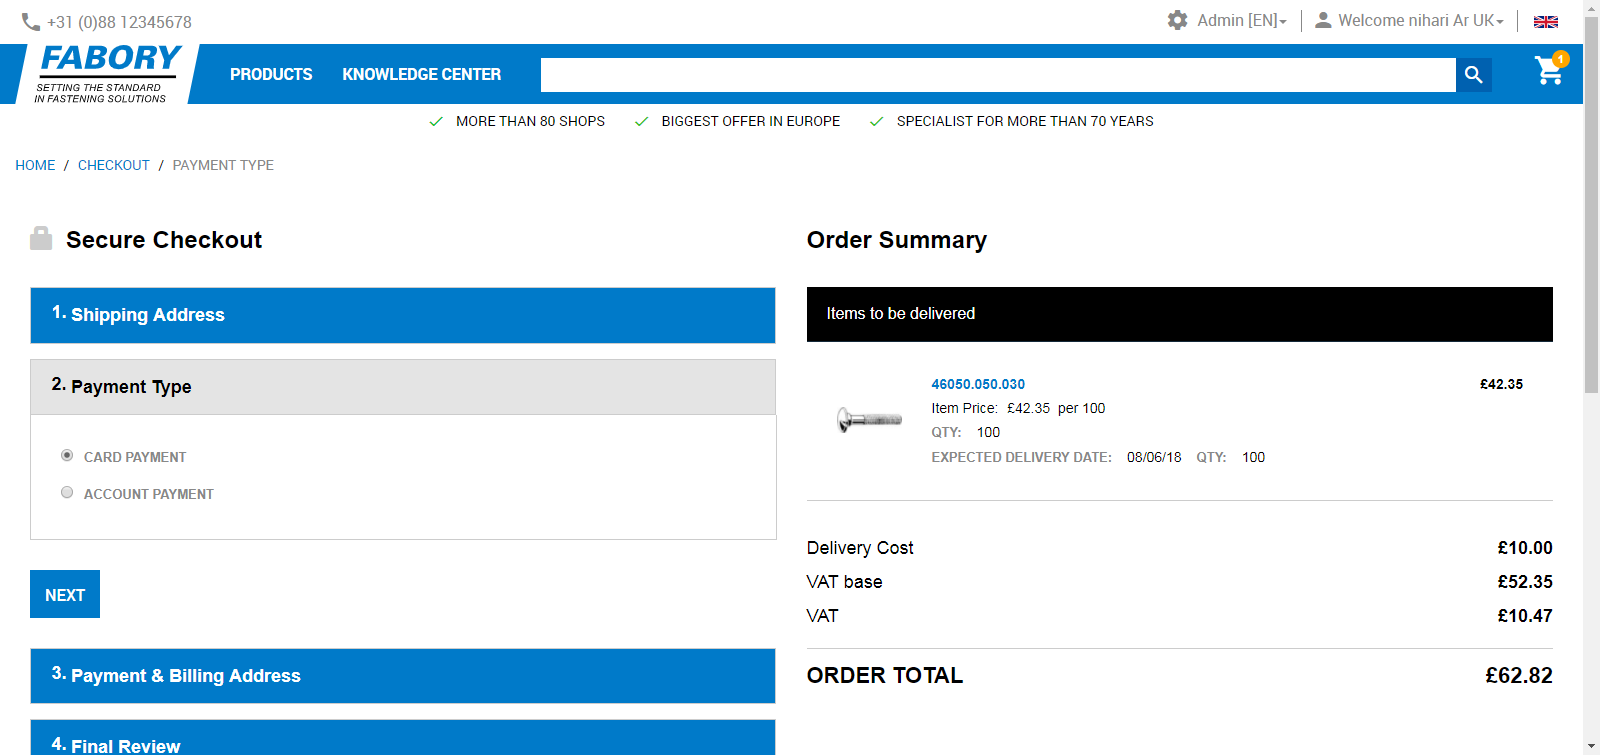 +31 (0)88 12345678
Admin [EN]
Welcome nihari Ar UK
FABORY
SETTING THE STANDARD
IN FASTENING SOLUTIONS
PRODUCTS
KNOWLEDGE CENTER
1
MORE THAN 80 SHOPS
BIGGEST OFFER IN EUROPE
SPECIALIST FOR MORE THAN 70 YEARS
HOME / CHECKOUT / PAYMENT TYPE
Secure Checkout
1. Shipping Address
2. Payment Type
CARD PAYMENT
ACCOUNT PAYMENT
NEXT
3. Payment & Billing Address
4. Final Review
Order Summary
Items to be delivered
46050.050.030 £42.35
Item Price: £42.35 per 100
QTY: 100
EXPECTED DELIVERY DATE: 08/06/18 QTY: 100
Delivery Cost £10.00
VAT base £52.35
VAT £10.47
ORDER TOTAL £62.82